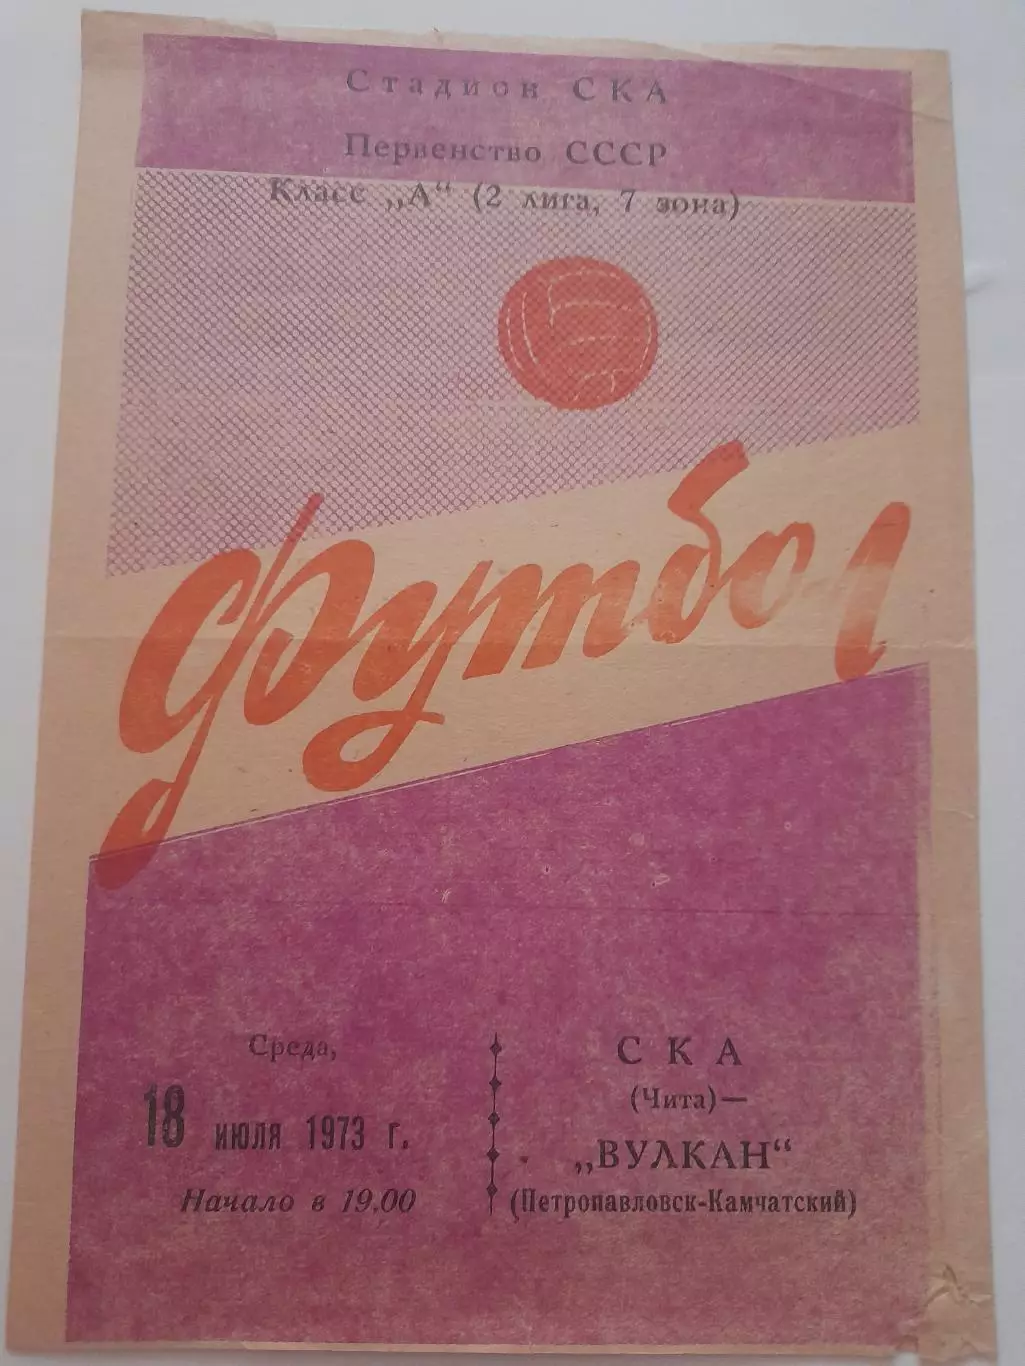 Стадион СКА
Первенство СССР
Класс „А“ (2 лига, 7 зона)
Футбол
Среда,
18 июля 1973 г.
Начало в 19.00
СКА
(Чита) —
„ВУЛКАН“
(Петропавловск-Камчатский)